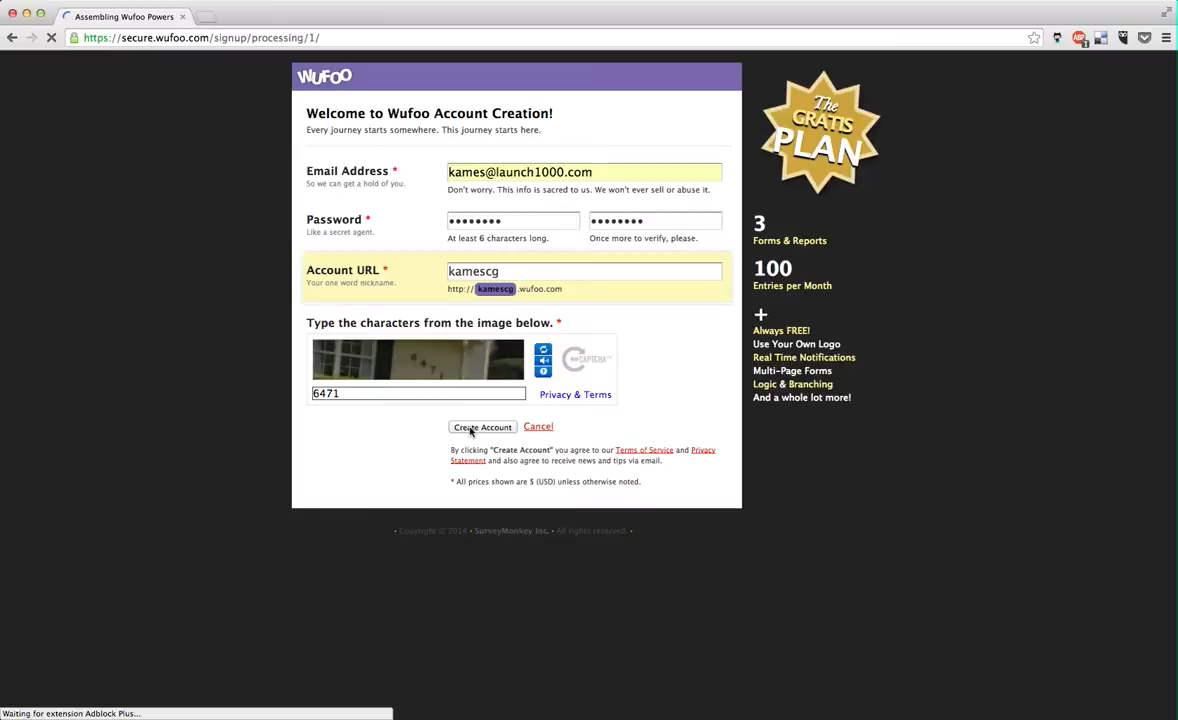 Assembling Wufoo Powers
https://secure.wufoo.com/signup/processing/1/
WUFOO
Welcome to Wufoo Account Creation!
Every journey starts somewhere. This journey starts here.
Email Address *
So we can get a hold of you.
kames@launch1000.com
Don't worry. This info is sacred to us. We won't ever sell or abuse it.
Password *
Like a secret agent.
At least 6 characters long.
Once more to verify, please.
Account URL *
Your one word nickname.
kamescg
http:// kamescg .wufoo.com
Type the characters from the image below. *
6471
Privacy & Terms
Create Account
Cancel
By clicking "Create Account" you agree to our Terms of Service and Privacy
Statement and also agree to receive news and tips via email.
* All prices shown are $ (USD) unless otherwise noted.
• Copyright © 2014 • SurveyMonkey Inc. • All rights reserved. •
The
GRATIS
PLAN
3
Forms & Reports
100
Entries per Month
+
Always FREE!
Use Your Own Logo
Real Time Notifications
Multi-Page Forms
Logic & Branching
And a whole lot more!
Waiting for extension Adblock Plus...